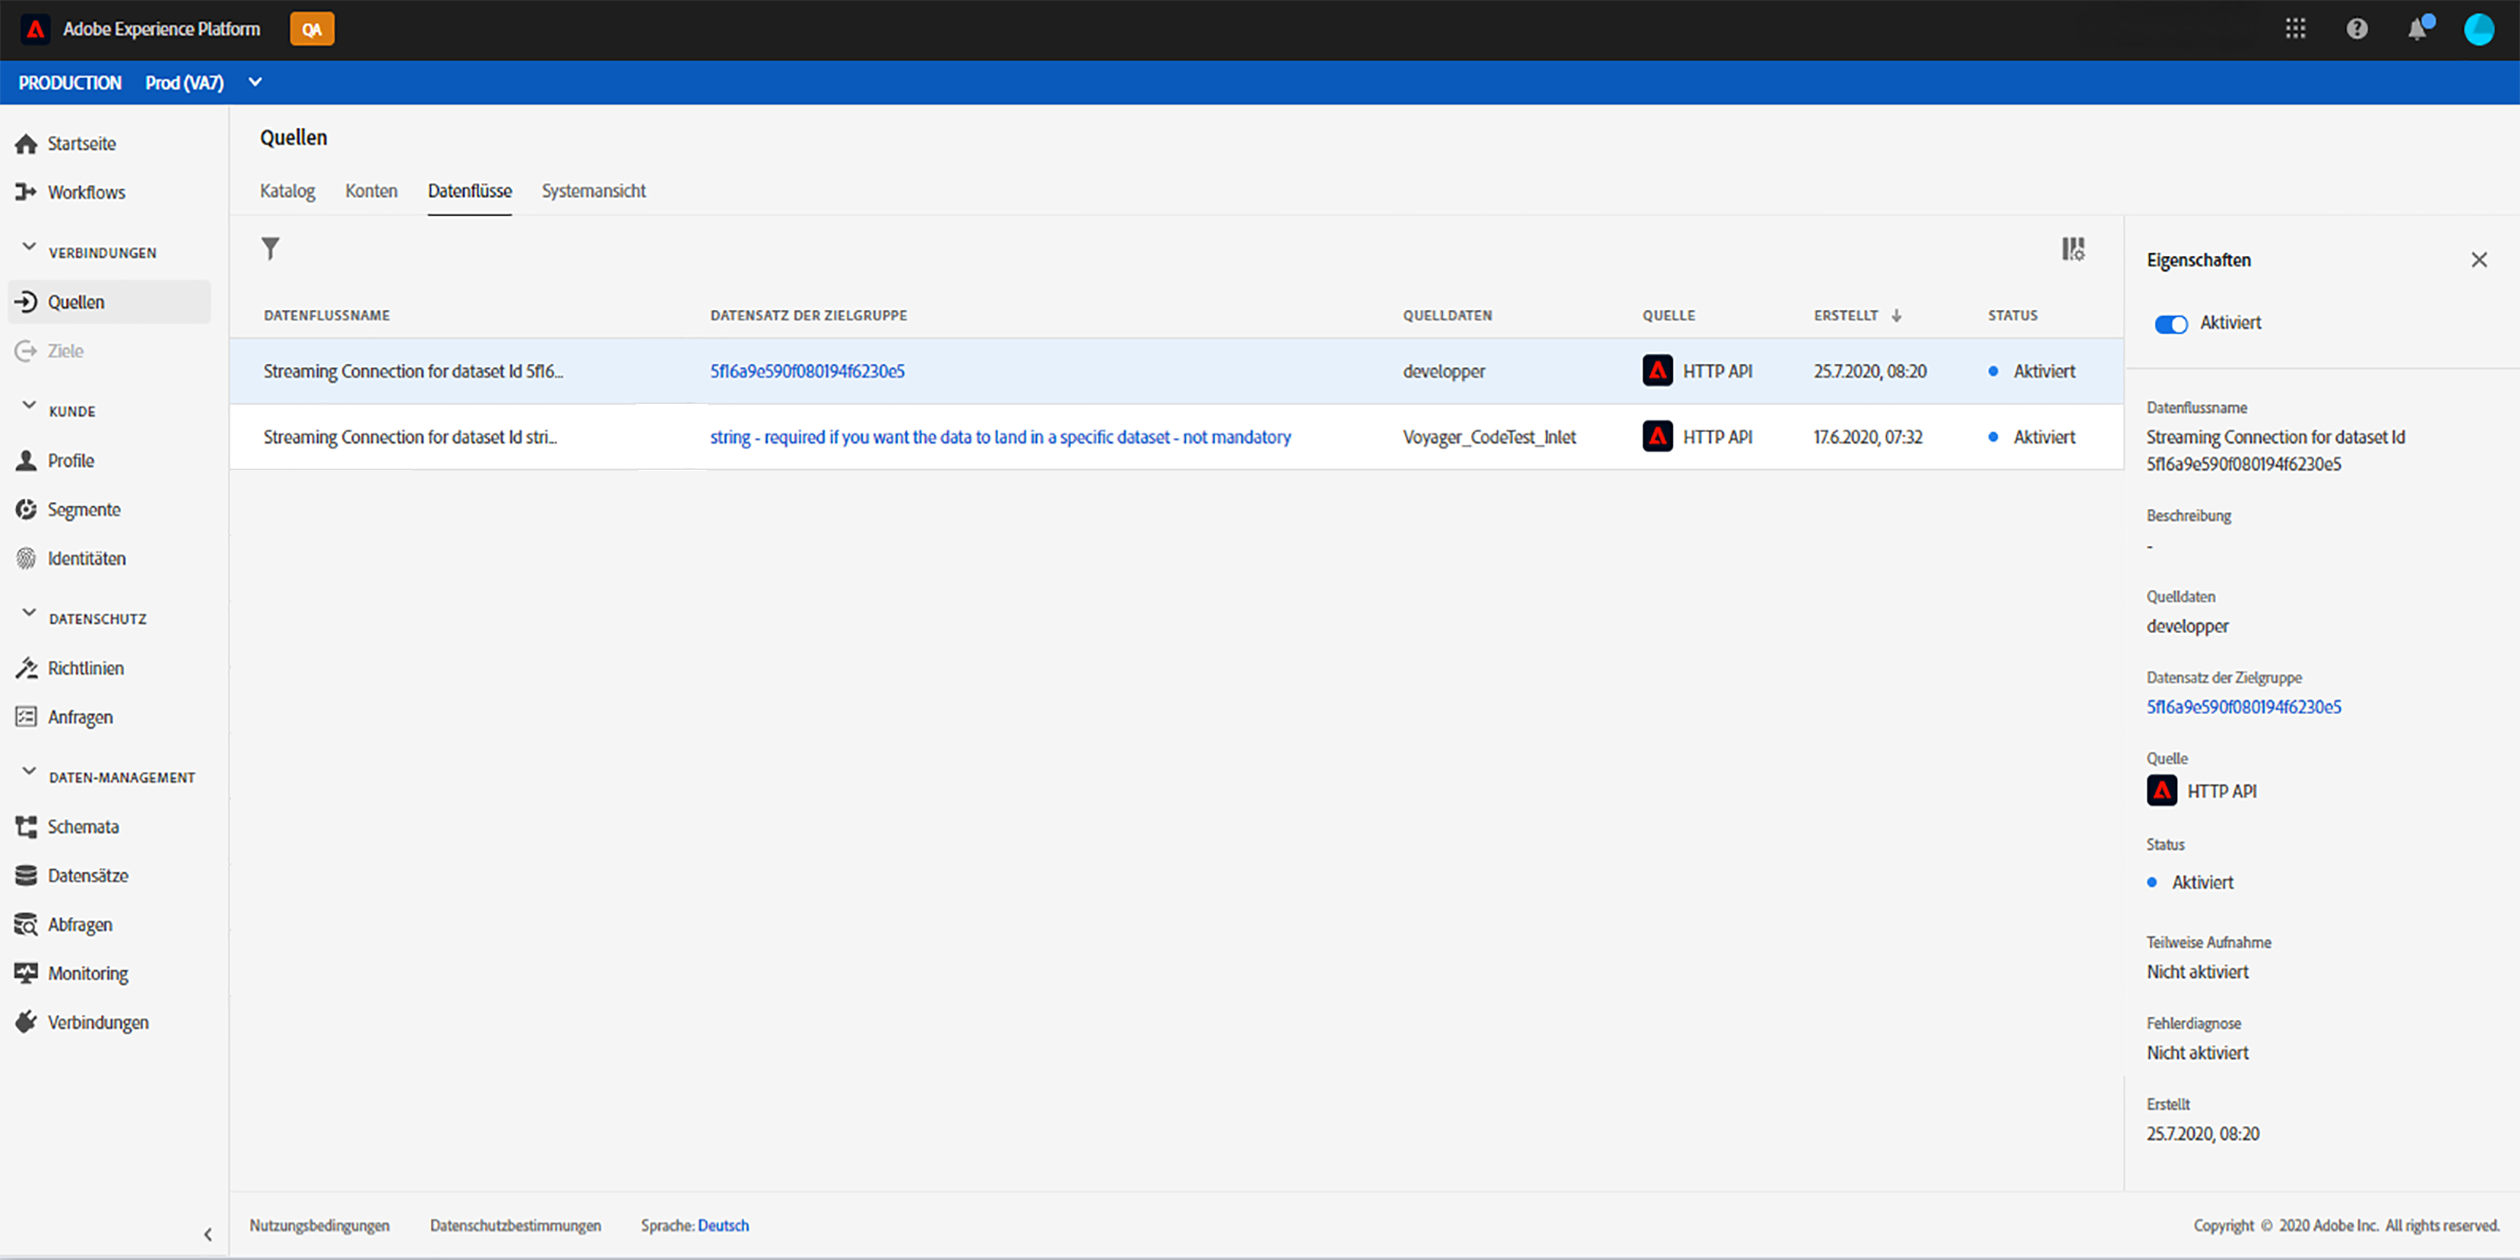 Adobe Experience Platform QA
PRODUCTION Prod (VA7)
Startseite
Workflows
VERBINDUNGEN
Quellen
Ziele
KUNDE
Profile
Segmente
Identitäten
DATENSCHUTZ
Richtlinien
Anfragen
DATEN-MANAGEMENT
Schemata
Datensätze
Abfragen
Monitoring
Verbindungen
Quellen
Katalog Konten Datenflüsse Systemansicht
DATENFLUSSNAME DATENSATZ DER ZIELGRUPPE QUELLDATEN QUELLE ERSTELLT STATUS
Streaming Connection for dataset Id 5f16... 5f16a9e590f080194f6230e5 developper HTTP API 25.7.2020, 08:20 Aktiviert
Streaming Connection for dataset Id stri... string - required if you want the data to land in a specific dataset - not mandatory Voyager_CodeTest_Inlet HTTP API 17.6.2020, 07:32 Aktiviert
Eigenschaften
Aktiviert
Datenflussname
Streaming Connection for dataset Id
5f16a9e590f080194f6230e5
Beschreibung
-
Quelldaten
developper
Datensatz der Zielgruppe
5f16a9e590f080194f6230e5
Quelle
HTTP API
Status
Aktiviert
Teilweise Aufnahme
Nicht aktiviert
Fehlerdiagnose
Nicht aktiviert
Erstellt
25.7.2020, 08:20
Nutzungsbedingungen Datenschutzbestimmungen Sprache: Deutsch Copyright © 2020 Adobe Inc. All rights reserved.